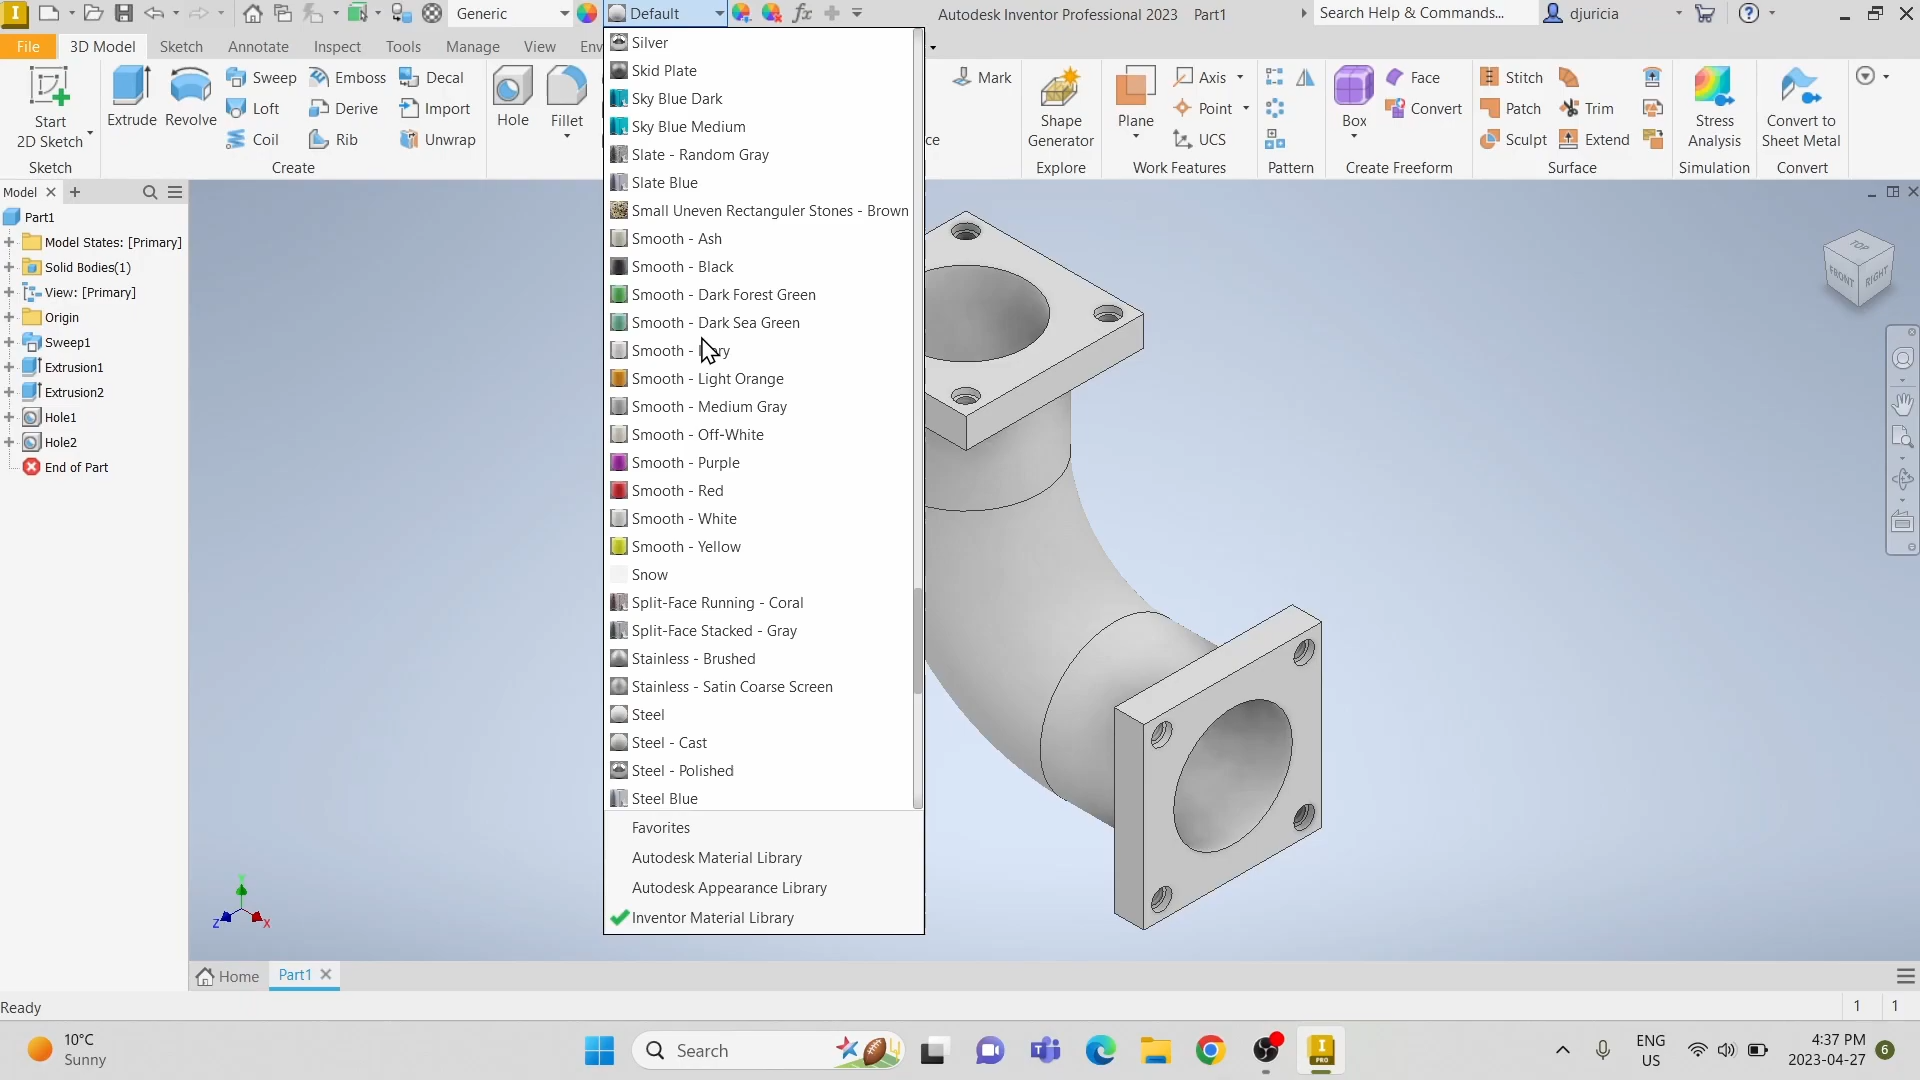 Generic
Default
Autodesk Inventor Professional 2023 Part1
Search Help & Commands...
djuricia
File
3D Model
Sketch
Annotate
Inspect
Tools
Manage
View
Start
2D Sketch
Sketch
Extrude
Revolve
Sweep
Loft
Coil
Emboss
Derive
Rib
Decal
Import
Unwrap
Create
Hole
Fillet
Mark
Shape
Generator
Explore
Plane
Axis
Point
UCS
Work Features
Pattern
Box
Face
Convert
Create Freeform
Stitch
Patch
Sculpt
Trim
Extend
Surface
Stress
Analysis
Simulation
Convert to
Sheet Metal
Convert
Model
Part1
Model States: [Primary]
Solid Bodies(1)
View: [Primary]
Origin
Sweep1
Extrusion1
Extrusion2
Hole1
Hole2
End of Part
Silver
Skid Plate
Sky Blue Dark
Sky Blue Medium
Slate - Random Gray
Slate Blue
Small Uneven Rectanguler Stones - Brown
Smooth - Ash
Smooth - Black
Smooth - Dark Forest Green
Smooth - Dark Sea Green
Smooth -
Smooth - Light Orange
Smooth - Medium Gray
Smooth - Off-White
Smooth - Purple
Smooth - Red
Smooth - White
Smooth - Yellow
Snow
Split-Face Running - Coral
Split-Face Stacked - Gray
Stainless - Brushed
Stainless - Satin Coarse Screen
Steel
Steel - Cast
Steel - Polished
Steel Blue
Favorites
Autodesk Material Library
Autodesk Appearance Library
Inventor Material Library
TOP
FRONT
RIGHT
Y
Z
X
Home
Part1
Ready
1
1
10°C
Sunny
Search
ENG
US
4:37 PM
2023-04-27
6